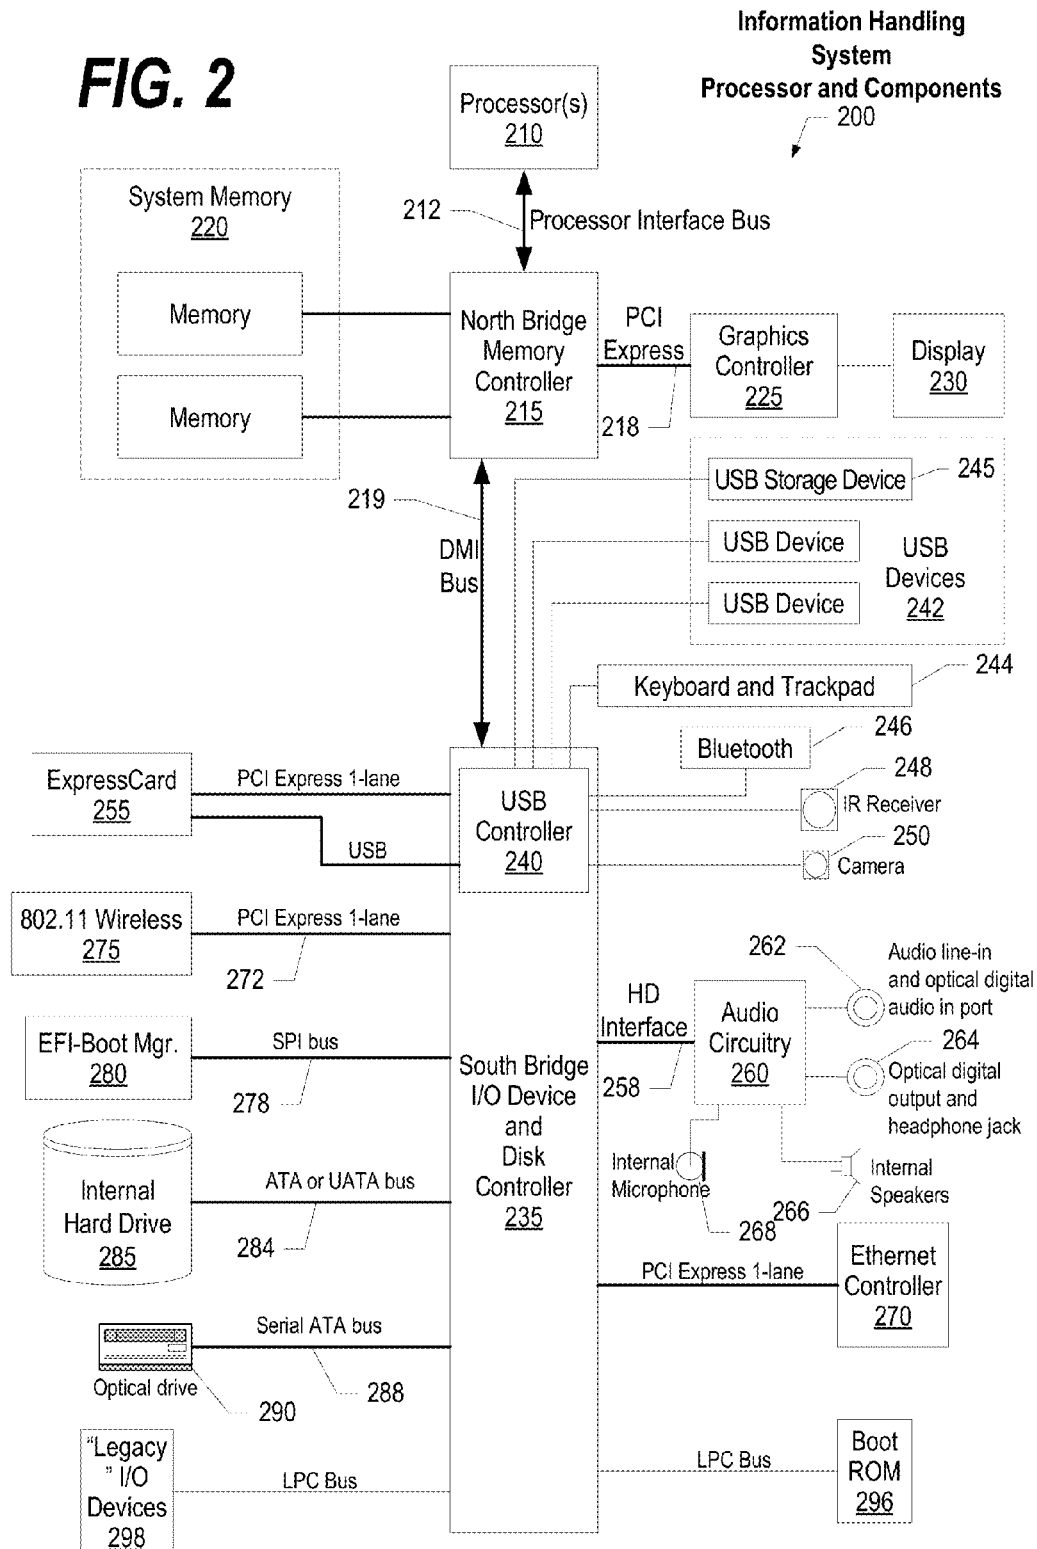 FIG. 2
Information Handling
System
Processor and Components
200
Processor(s)
210
212
Processor Interface Bus
System Memory
220
Memory
Memory
North Bridge
Memory
Controller
215
PCI
Express
218
Graphics
Controller
225
Display
230
219
DMI
Bus
USB Storage Device
245
USB Device
USB Device
USB
Devices
242
Keyboard and Trackpad
244
Bluetooth
246
248
IR Receiver
250
Camera
ExpressCard
255
PCI Express 1-lane
USB
USB
Controller
240
802.11 Wireless
275
PCI Express 1-lane
272
EFI-Boot Mgr.
280
SPI bus
278
Internal
Hard Drive
285
ATA or UATA bus
284
Serial ATA bus
288
Optical drive
290
"Legacy
" I/O
Devices
298
LPC Bus
South Bridge
I/O Device
and
Disk
Controller
235
HD
Interface
258
Audio
Circuitry
260
262
Audio line-in
and optical digital
audio in port
264
Optical digital
output and
headphone jack
Internal
Microphone
268
266
Internal
Speakers
PCI Express 1-lane
Ethernet
Controller
270
LPC Bus
Boot
ROM
296